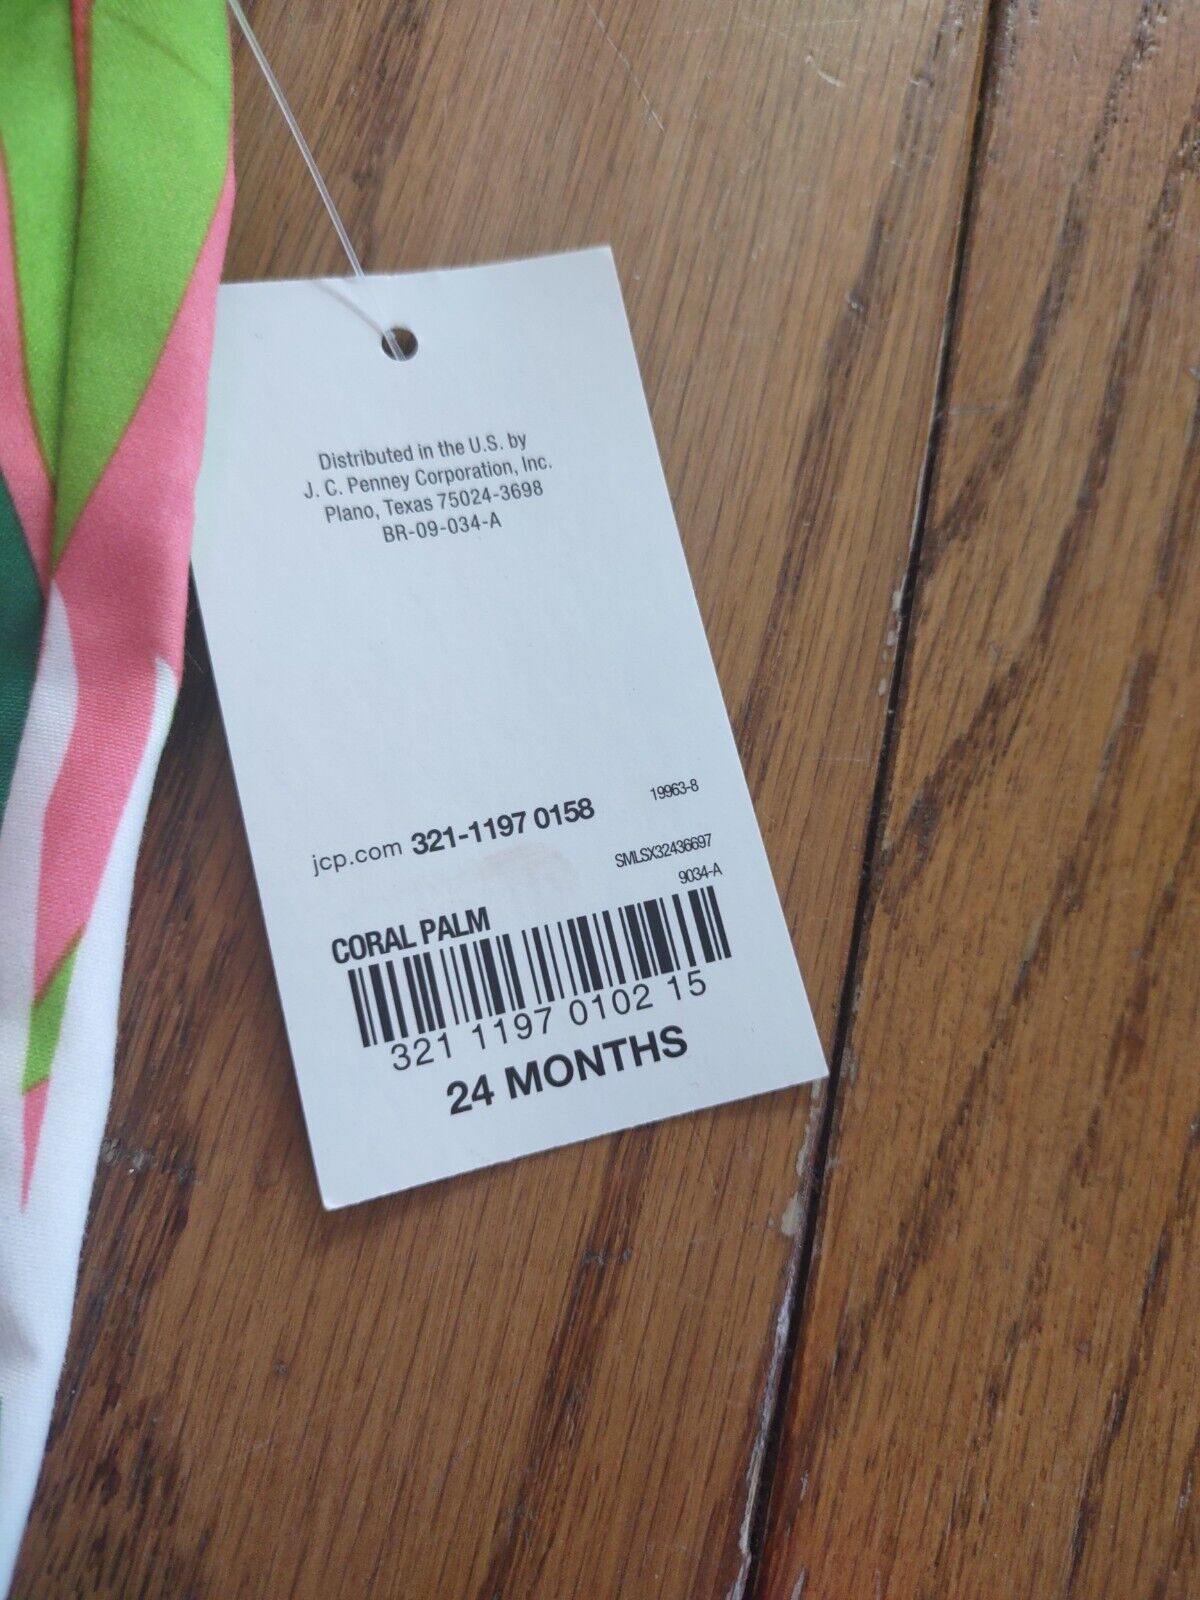 Distributed in the U.S. by
J. C. Penney Corporation, Inc.
Plano, Texas 75024-3698
BR-09-034-A
jcp.com 321-1197 0158
19963-8
SMLSX32436697
9034-A
CORAL PALM
321 1197 0102 15
24 MONTHS